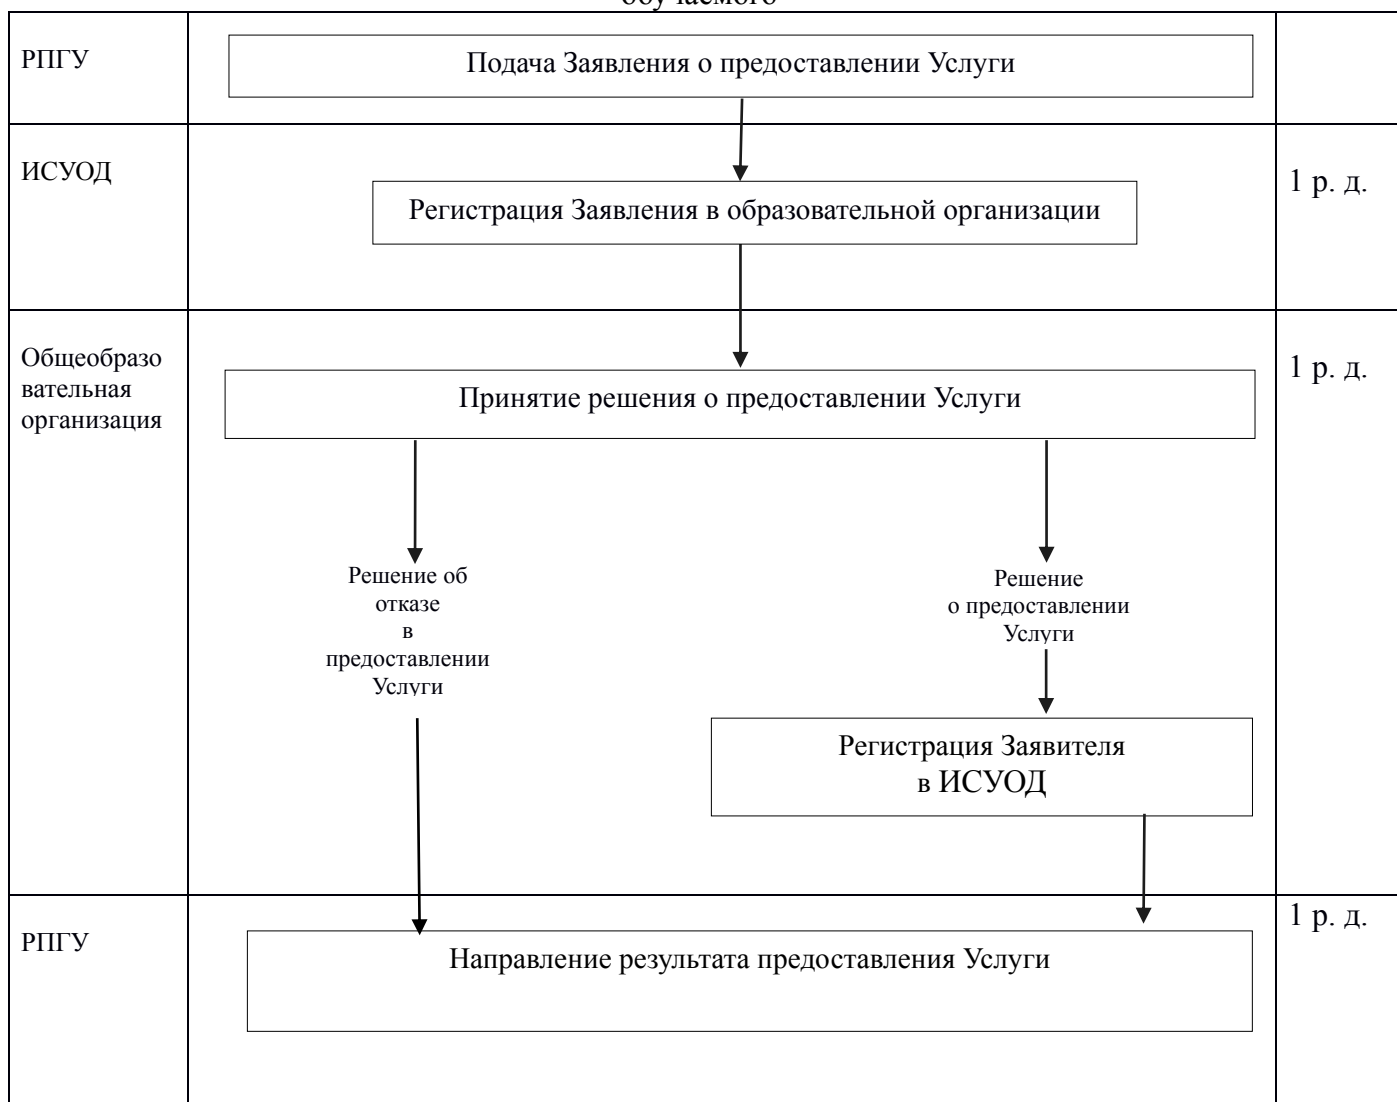 обучаемого
РПГУ
Подача Заявления о предоставлении Услуги
ИСУОД
Регистрация Заявления в образовательной организации
1 р. д.
Общеобразо
вательная
организация
Принятие решения о предоставлении Услуги
1 р. д.
Решение об
отказе
в
предоставлении
Услуги
Решение
о предоставлении
Услуги
Регистрация Заявителя
в ИСУОД
РПГУ
Направление результата предоставления Услуги
1 р. д.